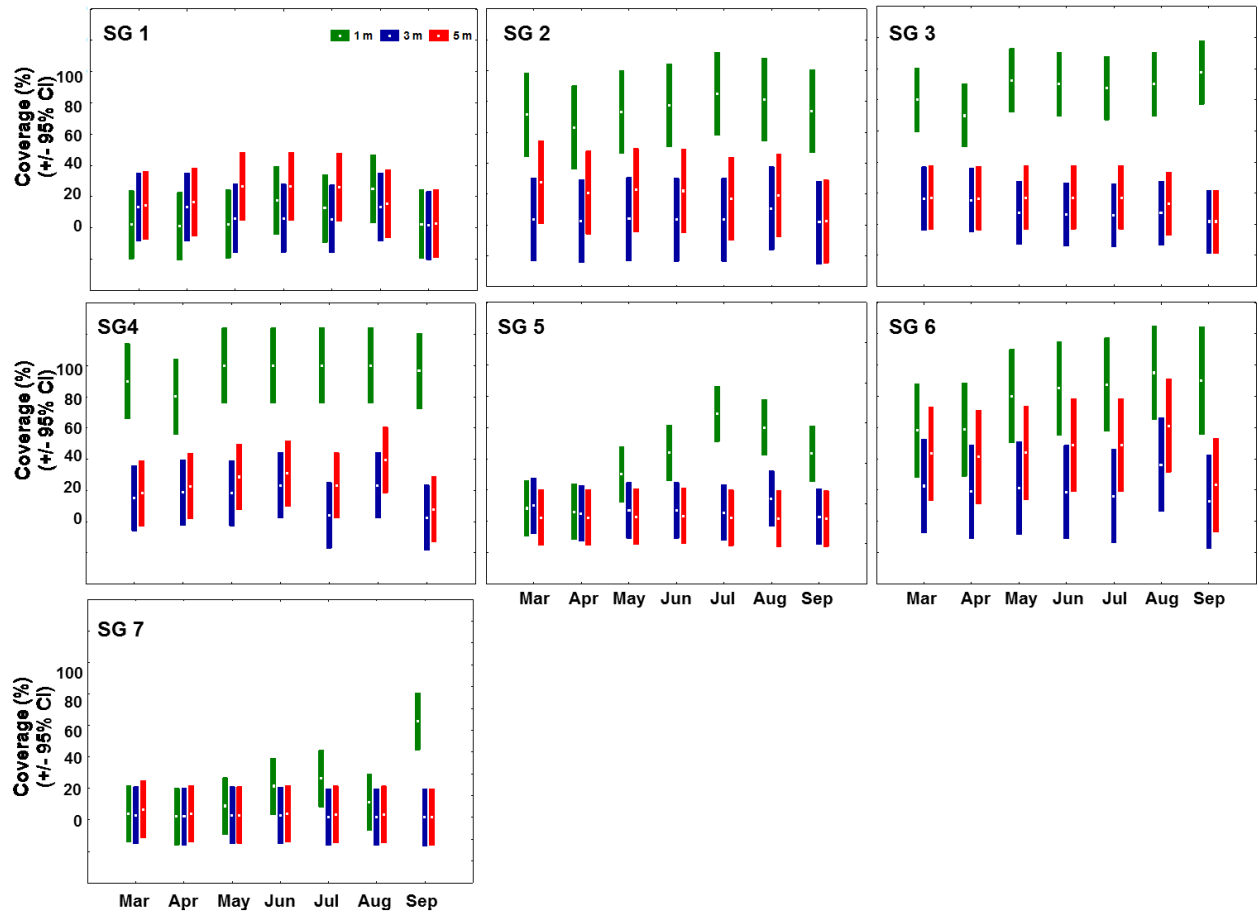 SG 1
1 m
3 m
5 m
SG 2
SG 3
Coverage (%)
(+/- 95% CI)
100
80
60
40
20
0
SG4
SG 5
SG 6
Coverage (%)
(+/- 95% CI)
100
80
60
40
20
0
Mar Apr May Jun Jul Aug Sep
Mar Apr May Jun Jul Aug Sep
SG 7
Coverage (%)
(+/- 95% CI)
100
80
60
40
20
0
Mar Apr May Jun Jul Aug Sep